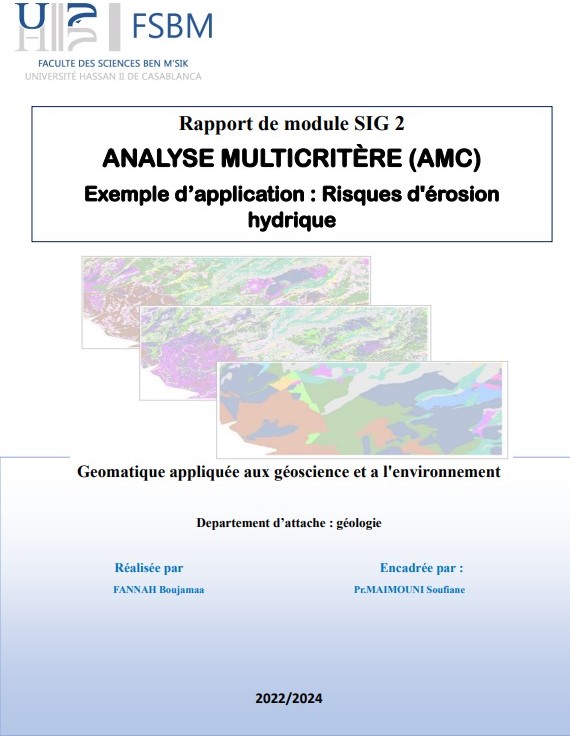 UH2C FSBM
FACULTE DES SCIENCES BEN M'SIK
UNIVERSITÉ HASSAN II DE CASABLANCA
Rapport de module SIG 2
ANALYSE MULTICRITÈRE (AMC)
Exemple d’application : Risques d'érosion
hydrique
Geomatique appliquée aux géoscience et a l'environnement
Departement d’attache : géologie
Réalisée par
Encadrée par :
FANNAH Boujamaa
Pr.MAIMOUNI Soufiane
2022/2024